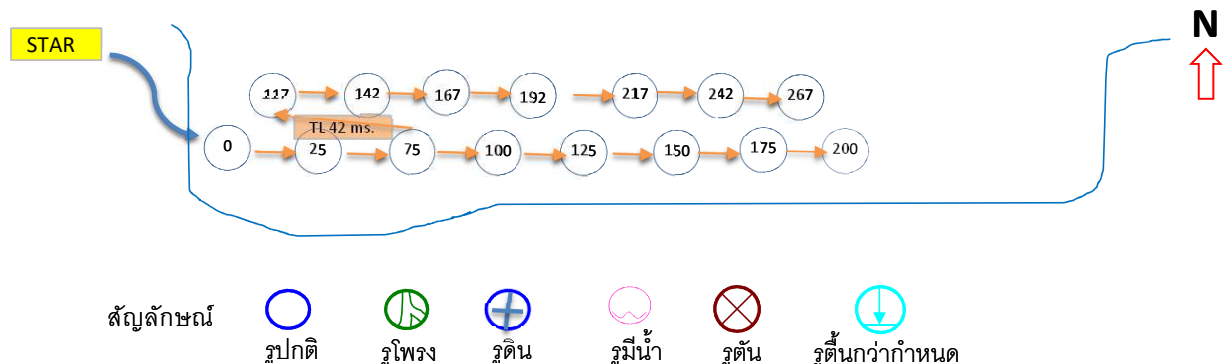 STAR
N
117 142 167 192 217 242 267
TL 42 ms.
0 25 75 100 125 150 175 200
สัญลักษณ์
รูปกติ รูโพรง รูดิน รูมีน้ำ รูตัน รูตื้นกว่ากำหนด